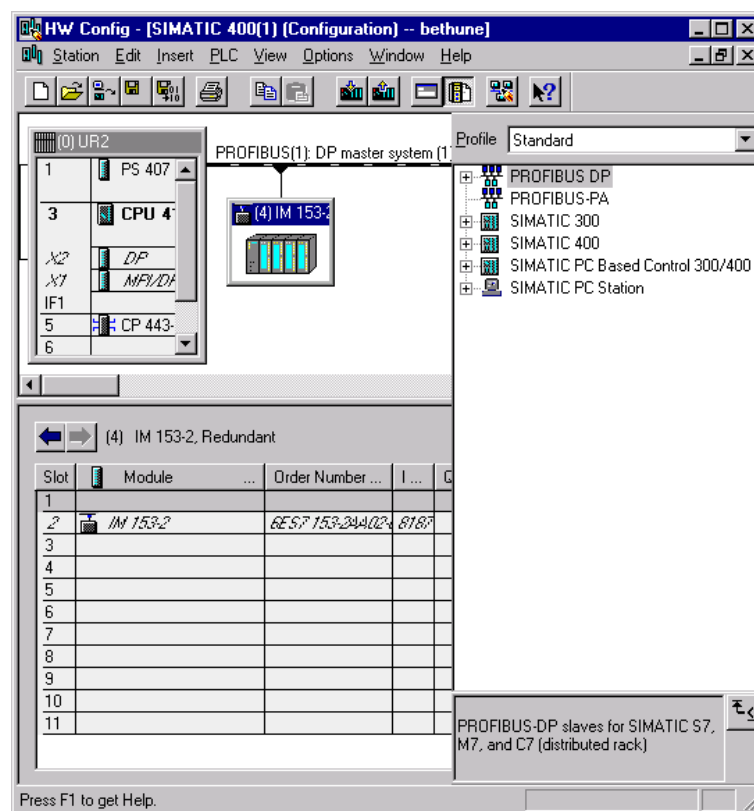 HW Config - [SIMATIC 400(1) (Configuration) -- bethune]
Station Edit Insert PLC View Options Window Help
(0) UR2
1 PS 407
3 CPU 4
X2 DP
X1 MPI/DP
IF1
5 CP 443-
6
PROFIBUS(1): DP master system (1
(4) IM 153-2
Profile Standard
PROFIBUS DP
PROFIBUS-PA
SIMATIC 300
SIMATIC 400
SIMATIC PC Based Control 300/400
SIMATIC PC Station
(4) IM 153-2, Redundant
Slot Module ... Order Number ... I ... Q
1
2 IM 153-2 6ES7 153-2AA02- 8187
3
4
5
6
7
8
9
10
11
PROFIBUS-DP slaves for SIMATIC S7,
M7, and C7 (distributed rack)
Press F1 to get Help.